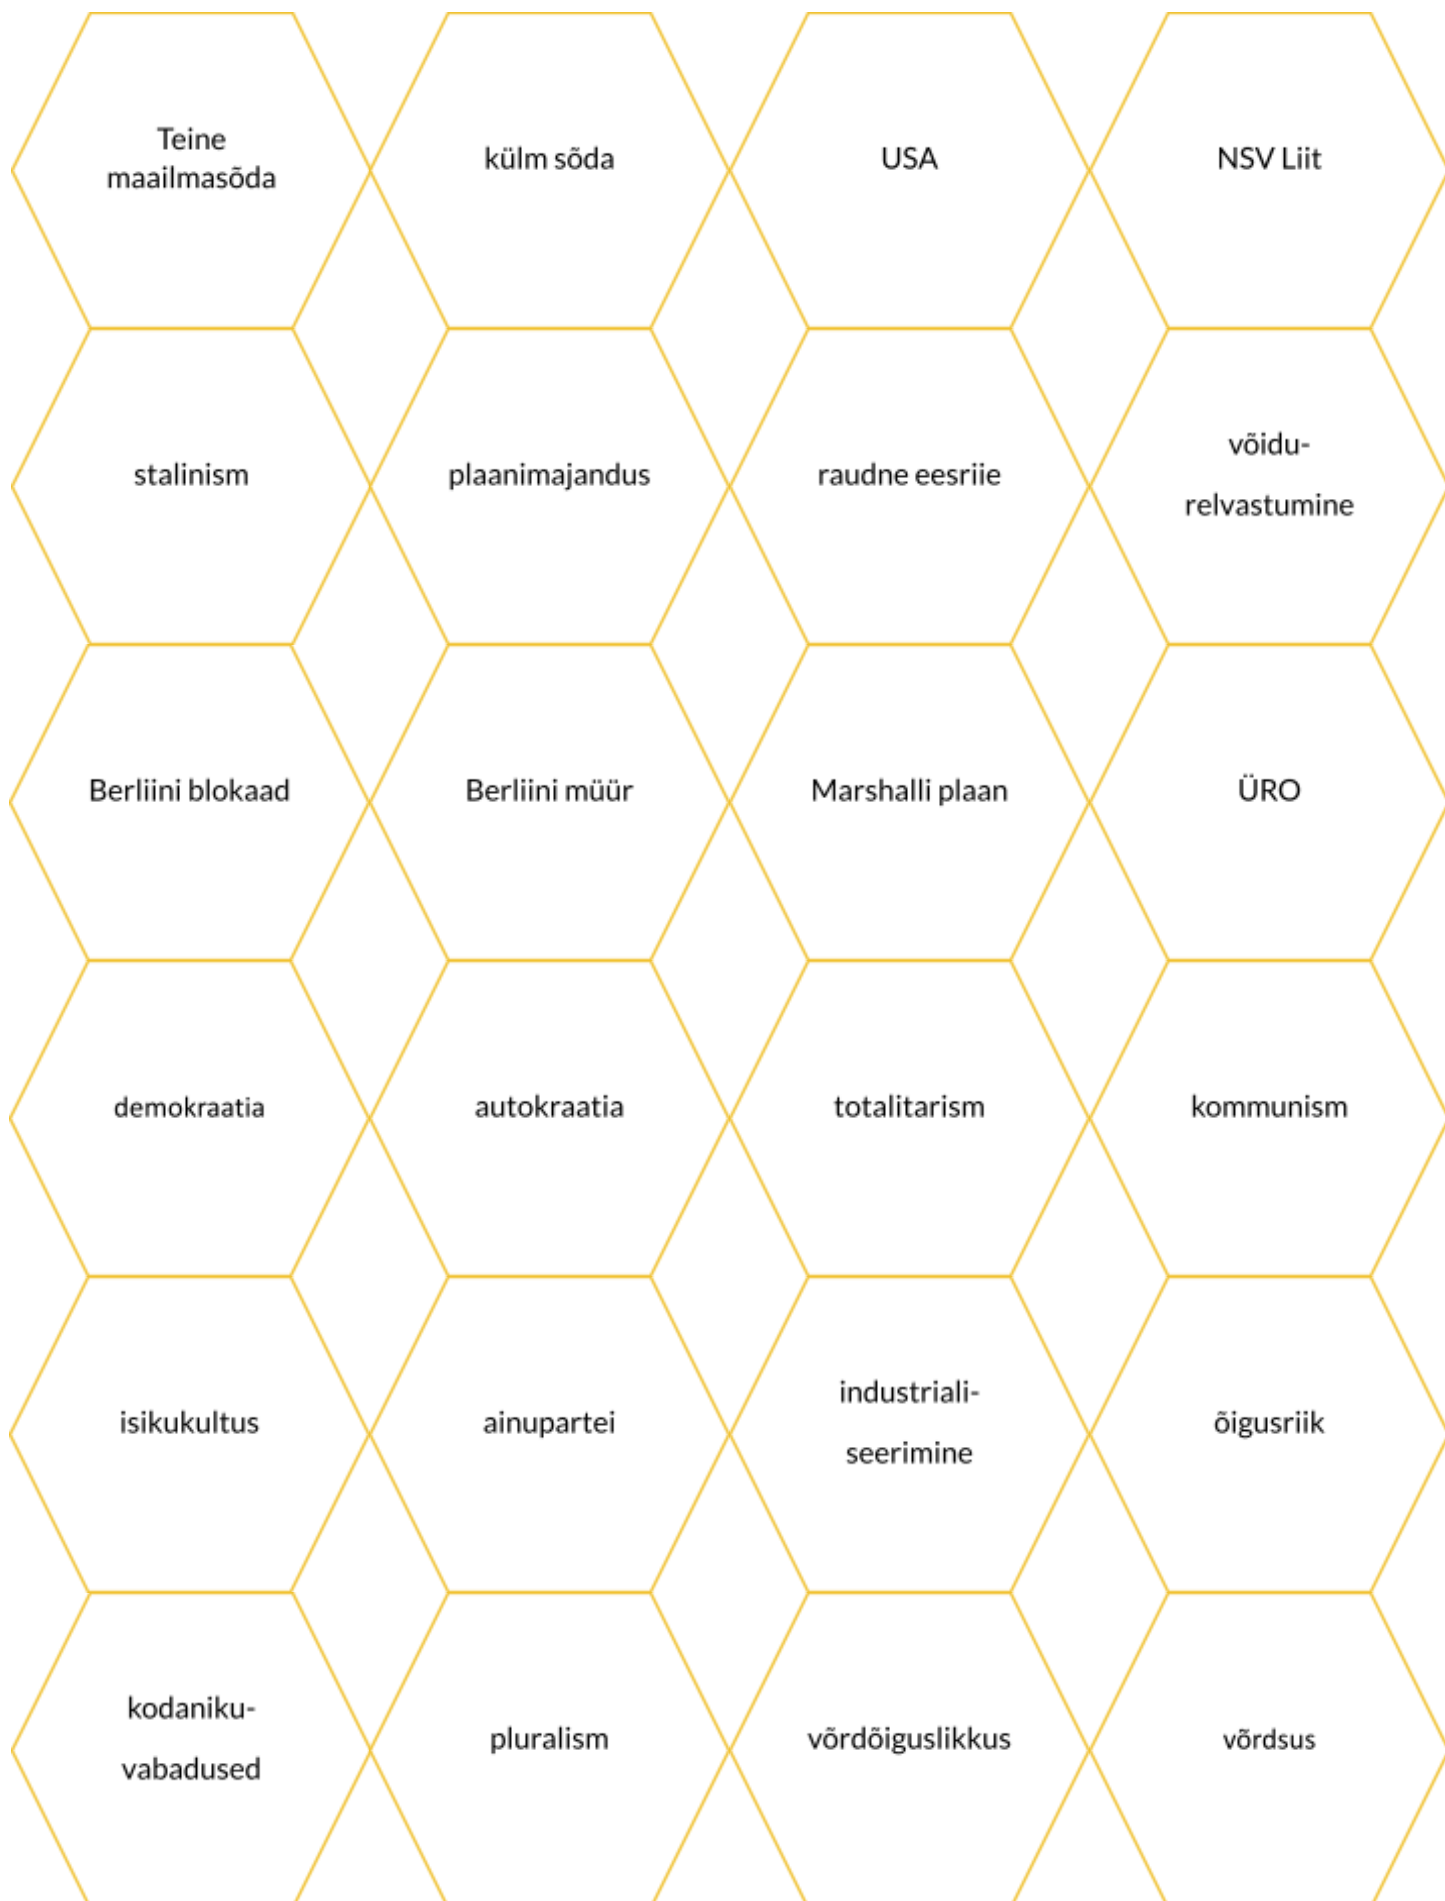 Teine
maailmasõda
külm sõda
USA
NSV Liit
stalinism
plaanimajandus
raudne eesriie
võidu-
relvastumine
Berliini blokaad
Berliini müür
Marshalli plaan
ÜRO
demokraatia
autokraatia
totalitarism
kommunism
isikukultus
ainupartei
industriali-
seerimine
õigusriik
kodaniku-
vabadused
pluralism
võrdõiguslikkus
võrdsus